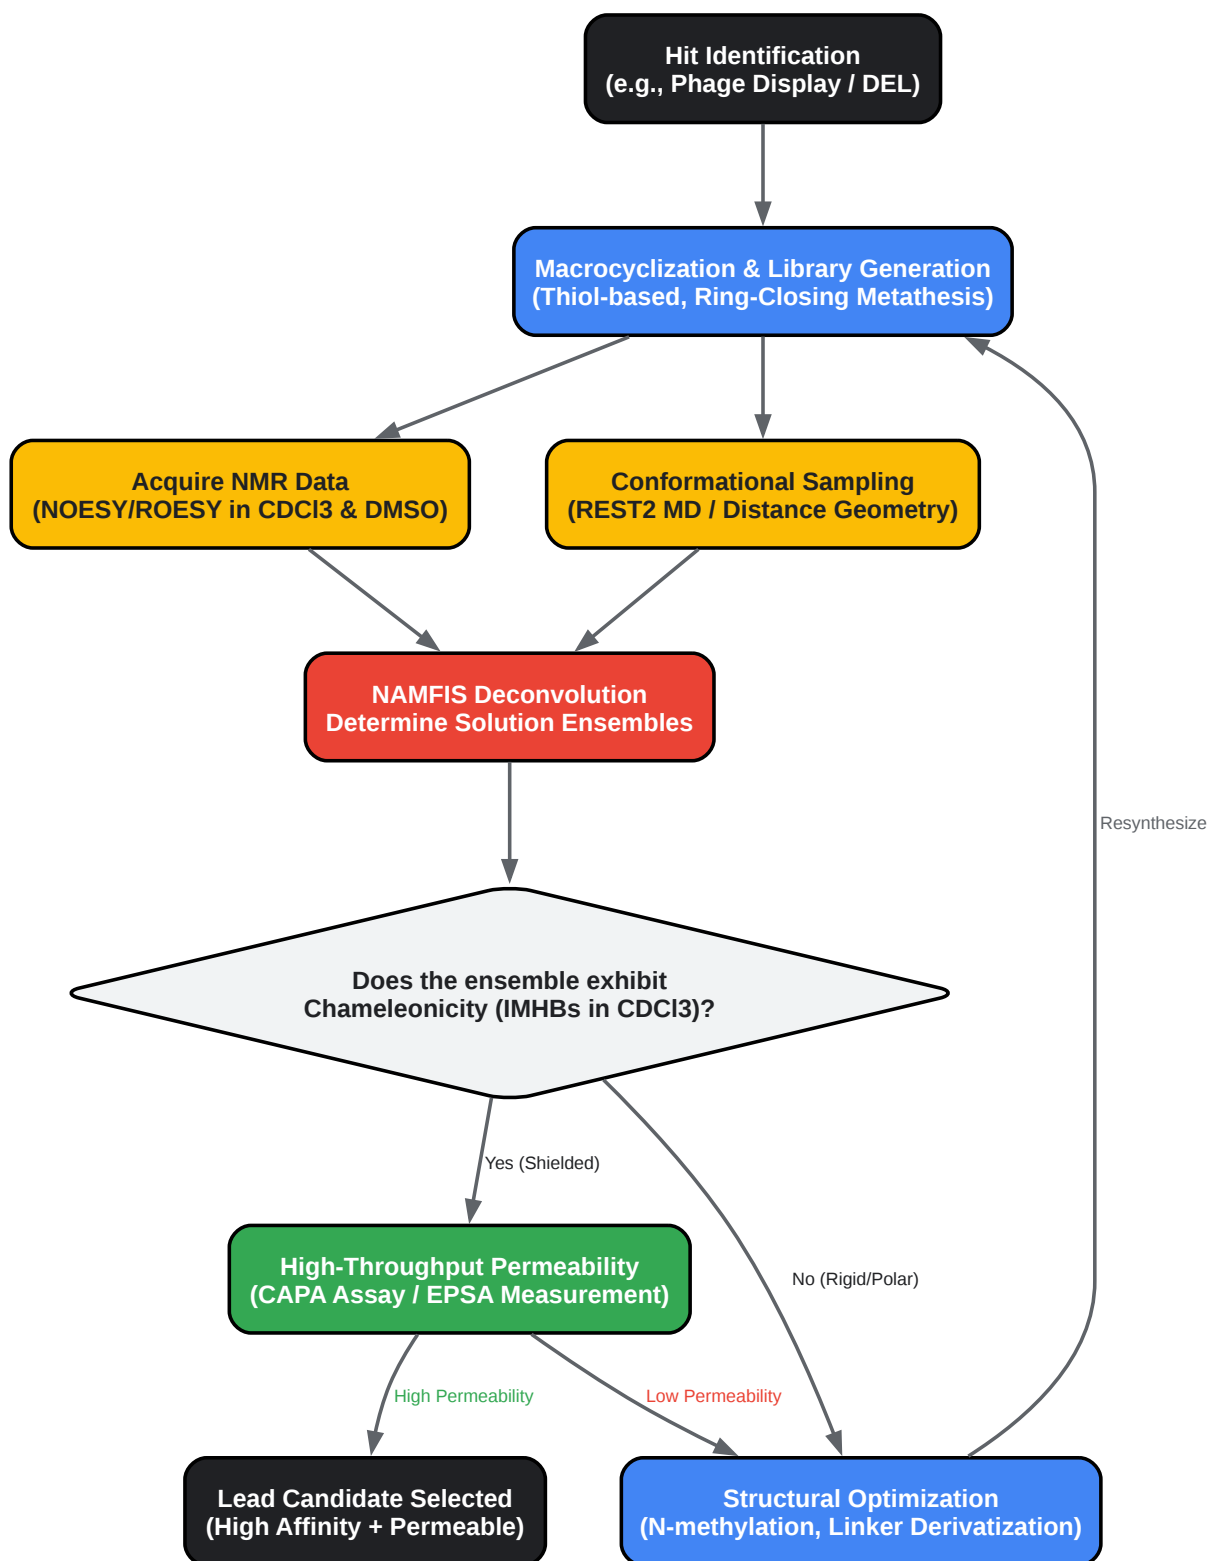 Hit Identification
(e.g., Phage Display / DEL)
Macrocyclization & Library Generation
(Thiol-based, Ring-Closing Metathesis)
Acquire NMR Data
(NOESY/ROESY in CDCl3 & DMSO)
Conformational Sampling
(REST2 MD / Distance Geometry)
NAMFIS Deconvolution
Determine Solution Ensembles
Resynthesize
Does the ensemble exhibit
Chameleonicity (IMHBs in CDCl3)?
Yes (Shielded)
No (Rigid/Polar)
High-Throughput Permeability
(CAPA Assay / EPSA Measurement)
High Permeability
Low Permeability
Lead Candidate Selected
(High Affinity + Permeable)
Structural Optimization
(N-methylation, Linker Derivatization)